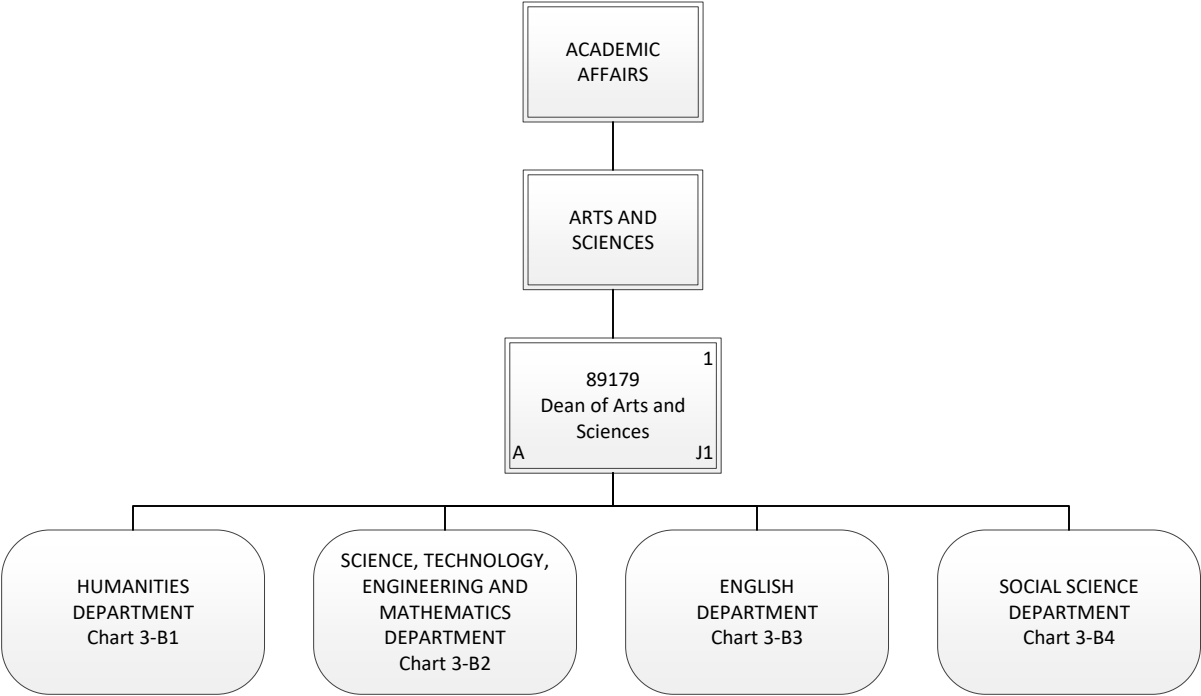 ACADEMIC
AFFAIRS
ARTS AND
SCIENCES
1
89179
Dean of Arts and
Sciences
A
J1
HUMANITIES
DEPARTMENT
Chart 3-B1
SCIENCE, TECHNOLOGY,
ENGINEERING AND
MATHEMATICS
DEPARTMENT
Chart 3-B2
ENGLISH
DEPARTMENT
Chart 3-B3
SOCIAL SCIENCE
DEPARTMENT
Chart 3-B4